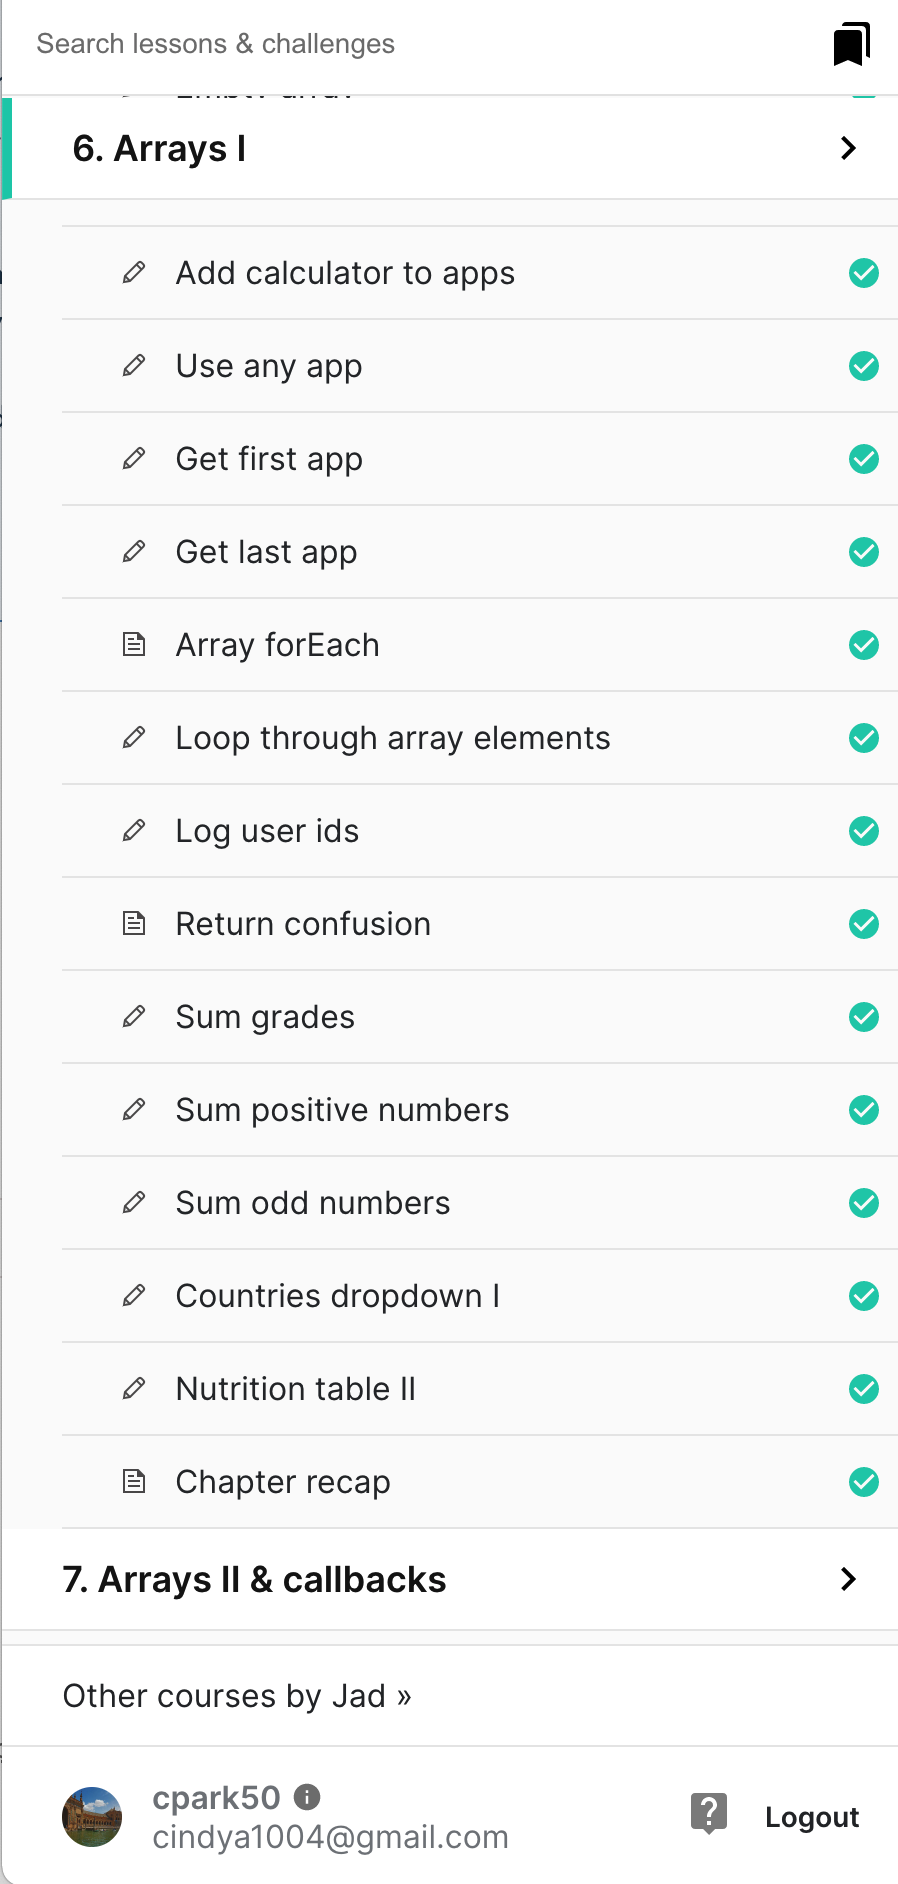 Search lessons & challenges
Empty array
6. Arrays I
Add calculator to apps
Use any app
Get first app
Get last app
Array forEach
Loop through array elements
Log user ids
Return confusion
Sum grades
Sum positive numbers
Sum odd numbers
Countries dropdown I
Nutrition table II
Chapter recap
7. Arrays II & callbacks
Other courses by Jad »
cpark50
cindya1004@gmail.com
Logout